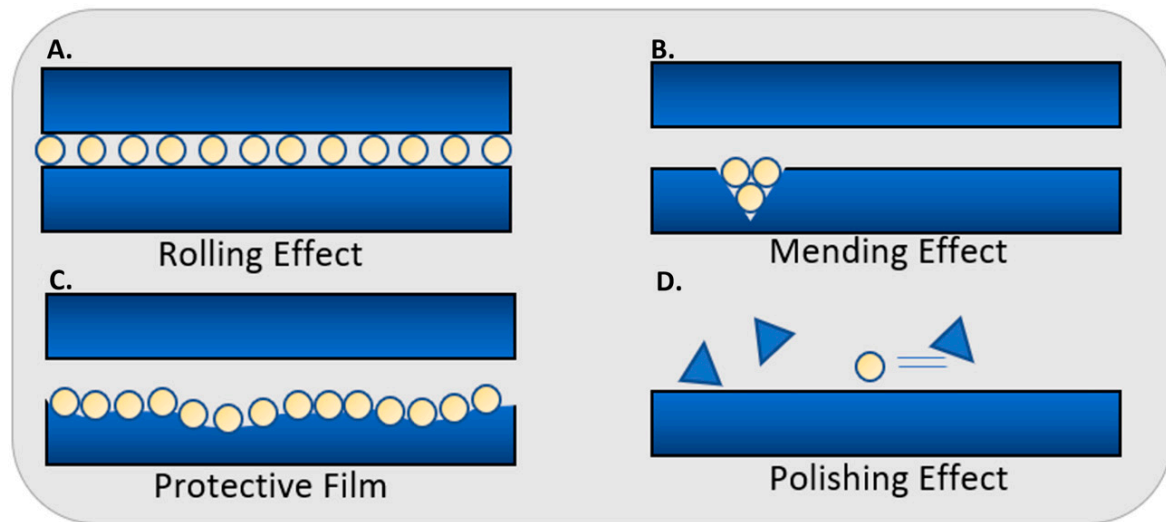 A.
B.
Rolling Effect
Mending Effect
C.
D.
Protective Film
Polishing Effect